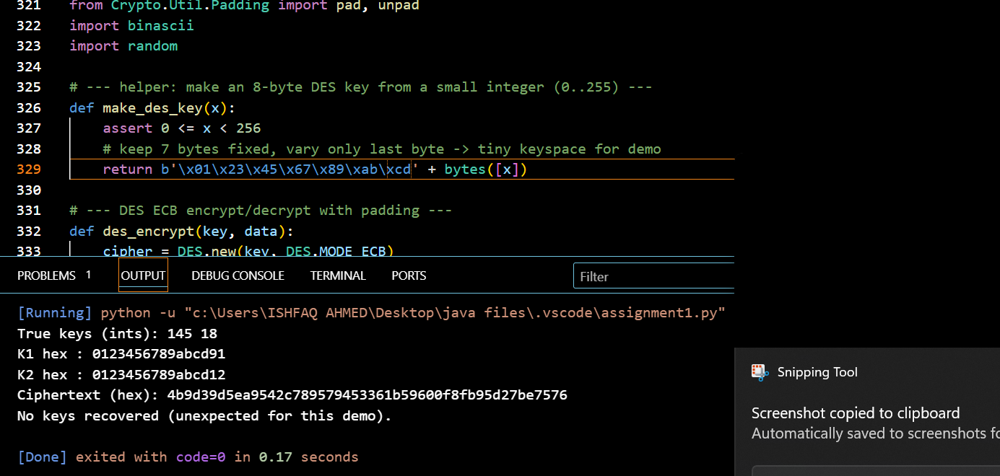 321 from Crypto.Util.Padding import pad, unpad
322 import binascii
323 import random
324
325 # --- helper: make an 8-byte DES key from a small integer (0..255) ---
326 def make_des_key(x):
327     assert 0 <= x < 256
328     # keep 7 bytes fixed, vary only last byte -> tiny keyspace for demo
329     return b'\x01\x23\x45\x67\x89\xab\xcd' + bytes([x])
330
331 # --- DES ECB encrypt/decrypt with padding ---
332 def des_encrypt(key, data):
333     cipher = DES.new(key, DES.MODE_ECB)
PROBLEMS 1 OUTPUT DEBUG CONSOLE TERMINAL PORTS Filter
[Running] python -u "c:\Users\ISHFAQ AHMED\Desktop\java files\.vscode\assignment1.py"
True keys (ints): 145 18
K1 hex : 0123456789abcd91
K2 hex : 0123456789abcd12
Ciphertext (hex): 4b9d39d5ea9542c789579453361b59600f8fb95d27be7576
No keys recovered (unexpected for this demo).
[Done] exited with code=0 in 0.17 seconds
Snipping Tool
Screenshot copied to clipboard
Automatically saved to screenshots